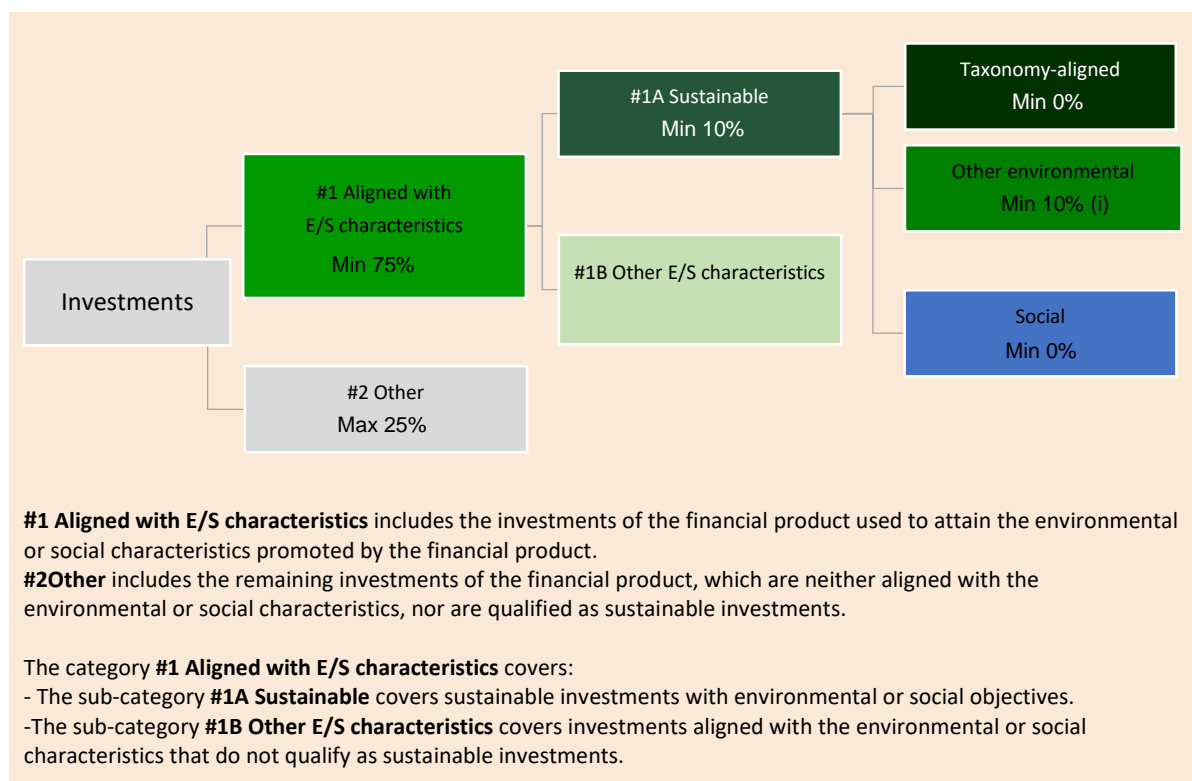 Investments
#1 Aligned with
E/S characteristics
Min 75%
#2 Other
Max 25%
#1A Sustainable
Min 10%
#1B Other E/S characteristics
Taxonomy-aligned
Min 0%
Other environmental
Min 10% (i)
Social
Min 0%
#1 Aligned with E/S characteristics includes the investments of the financial product used to attain the environmental
or social characteristics promoted by the financial product.
#2Other includes the remaining investments of the financial product, which are neither aligned with the
environmental or social characteristics, nor are qualified as sustainable investments.
The category #1 Aligned with E/S characteristics covers:
- The sub-category #1A Sustainable covers sustainable investments with environmental or social objectives.
-The sub-category #1B Other E/S characteristics covers investments aligned with the environmental or social
characteristics that do not qualify as sustainable investments.